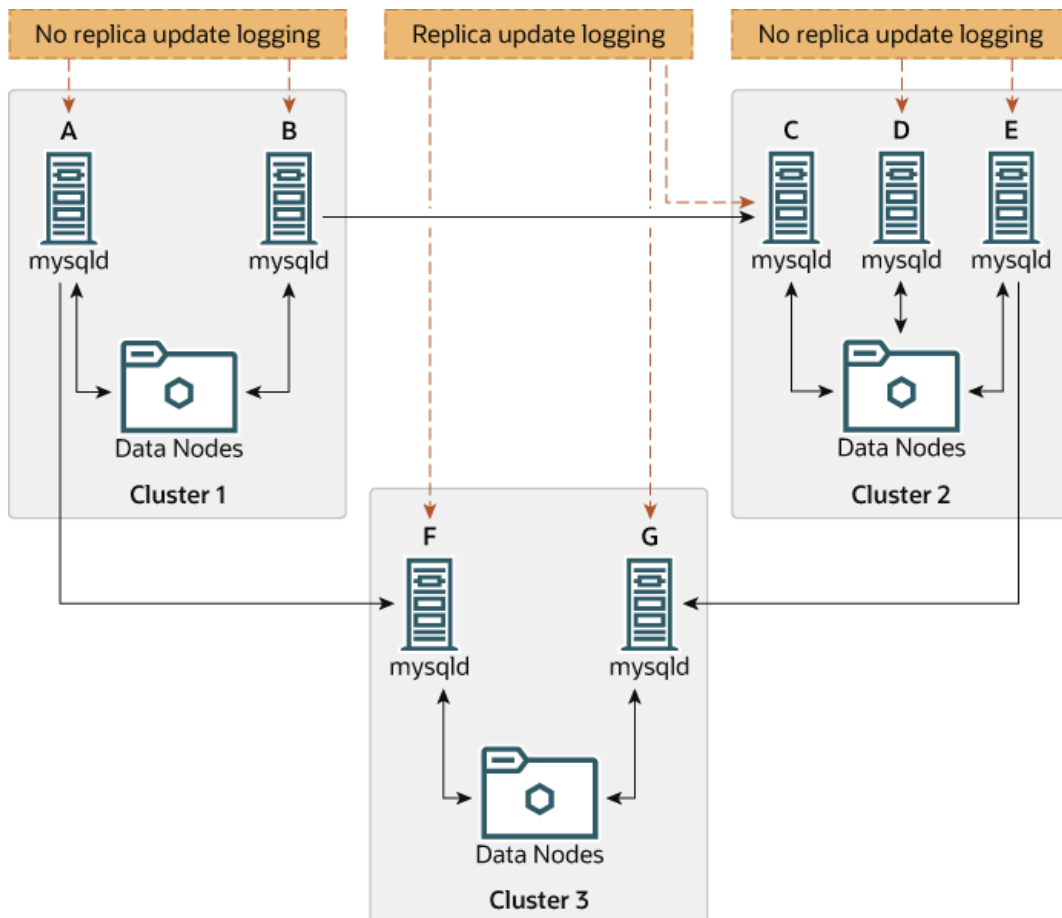 No replica update logging
Replica update logging
No replica update logging
A
B
C
D
E
mysqld
mysqld
mysqld
mysqld
mysqld
Data Nodes
Data Nodes
Cluster 1
Cluster 2
F
G
mysqld
mysqld
Data Nodes
Cluster 3